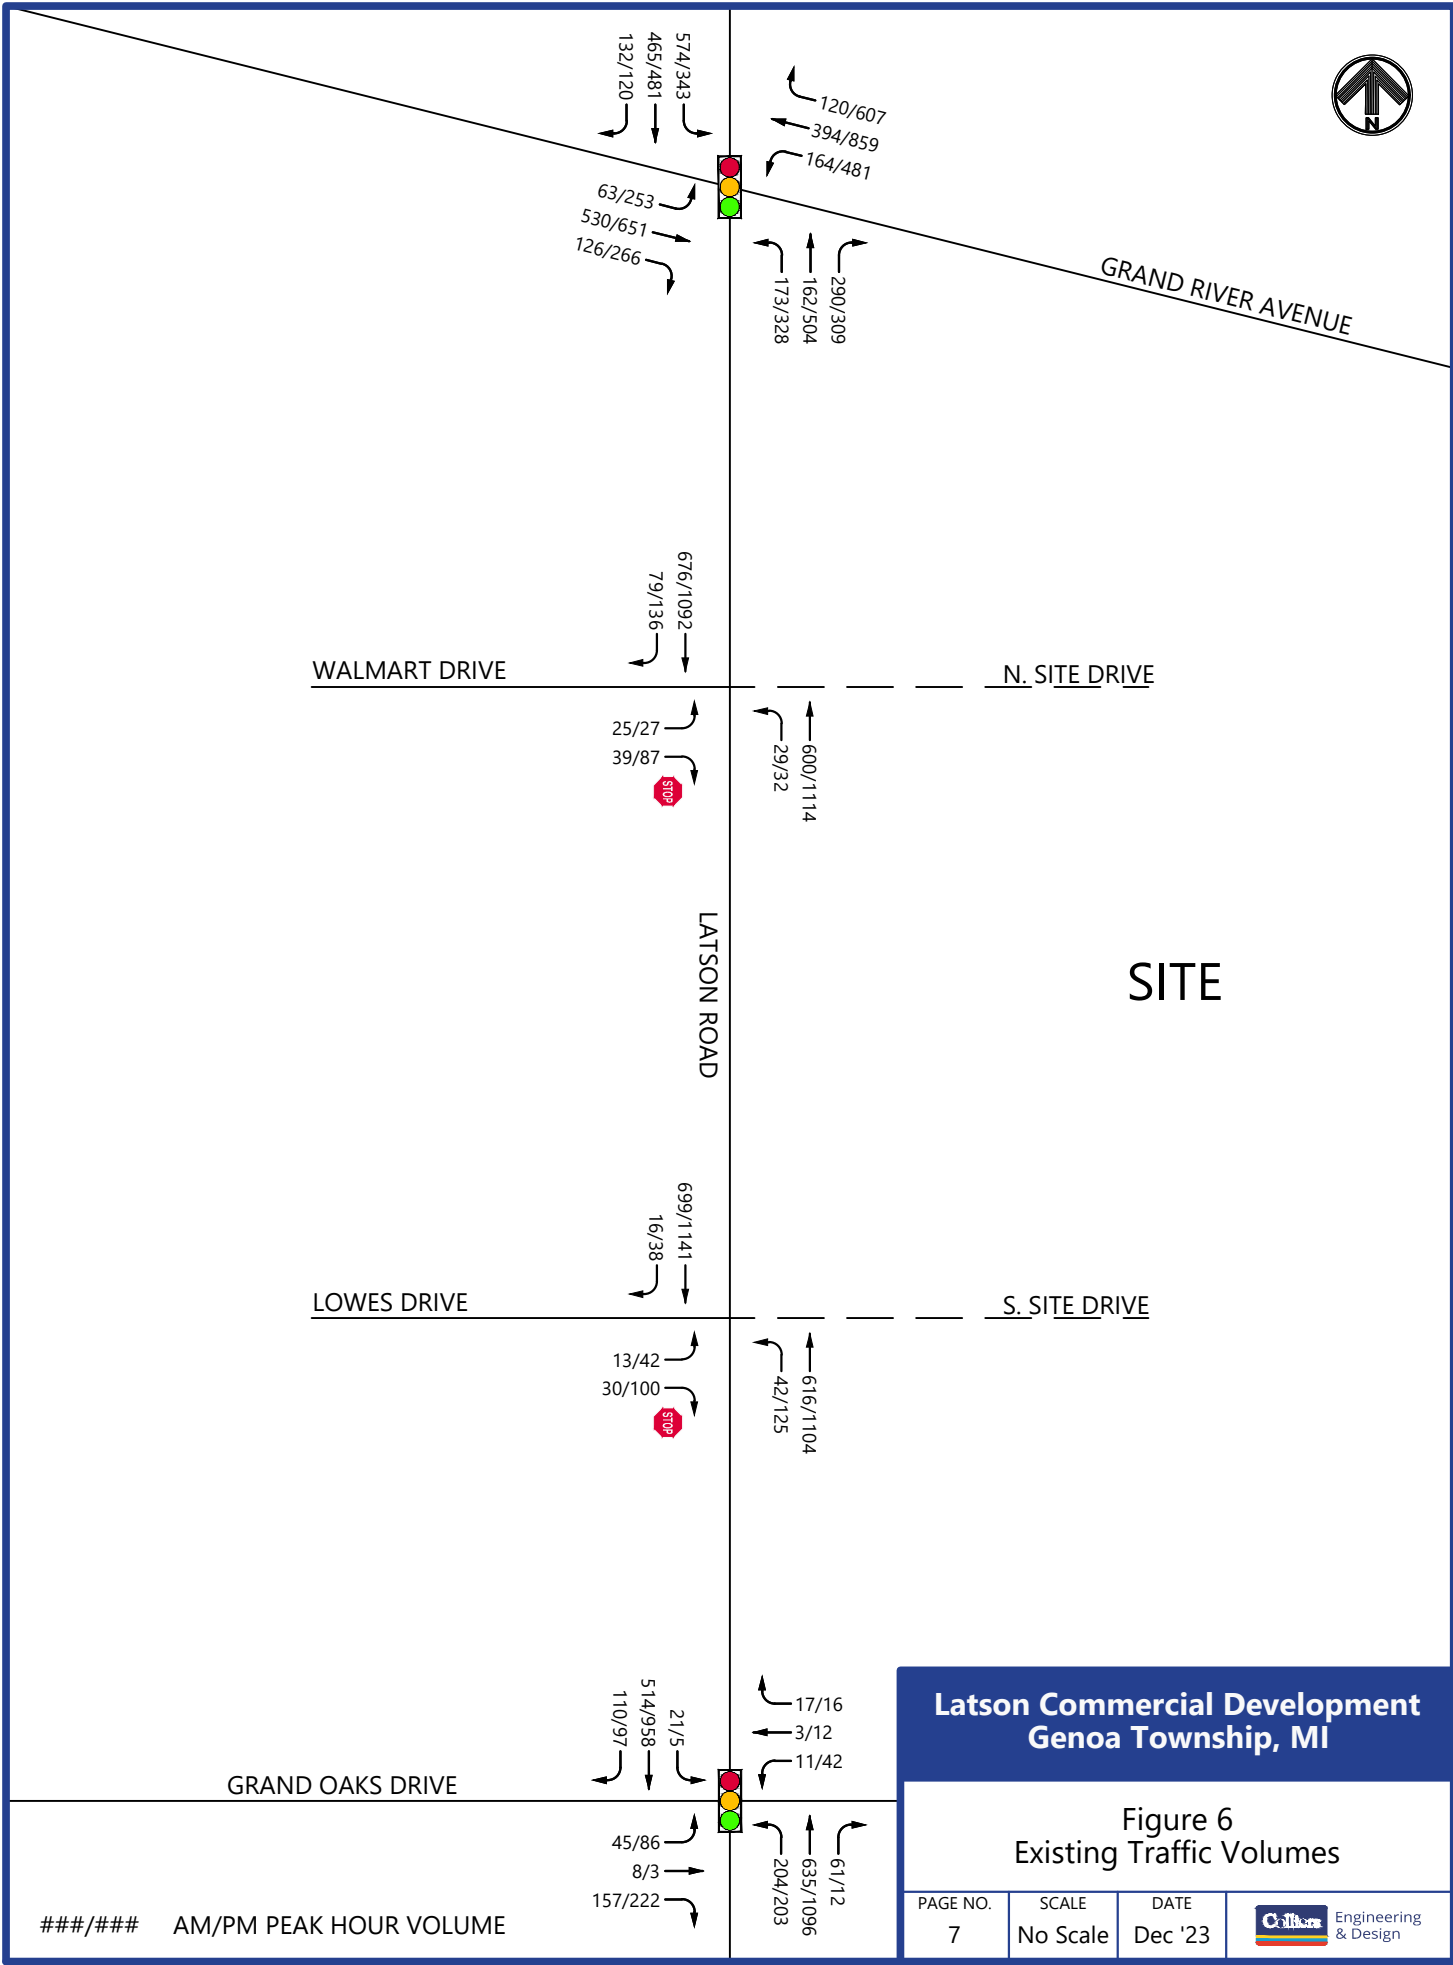 574/343
465/481
132/120
120/607
394/859
164/481
N
63/253
530/651
126/266
173/328
162/504
290/309
GRAND RIVER AVENUE
676/1092
79/136
WALMART DRIVE
N. SITE DRIVE
25/27
39/87
STOP
29/32
600/1114
LATSON ROAD
SITE
699/1141
16/38
LOWES DRIVE
S. SITE DRIVE
13/42
30/100
STOP
42/125
616/1104
21/5
514/958
110/97
17/16
3/12
11/42
GRAND OAKS DRIVE
45/86
8/3
157/222
204/203
635/1096
61/12
###/### AM/PM PEAK HOUR VOLUME
Latson Commercial Development
Genoa Township, MI
Figure 6
Existing Traffic Volumes
PAGE NO.
7
SCALE
No Scale
DATE
Dec '23
Colliers
Engineering
& Design